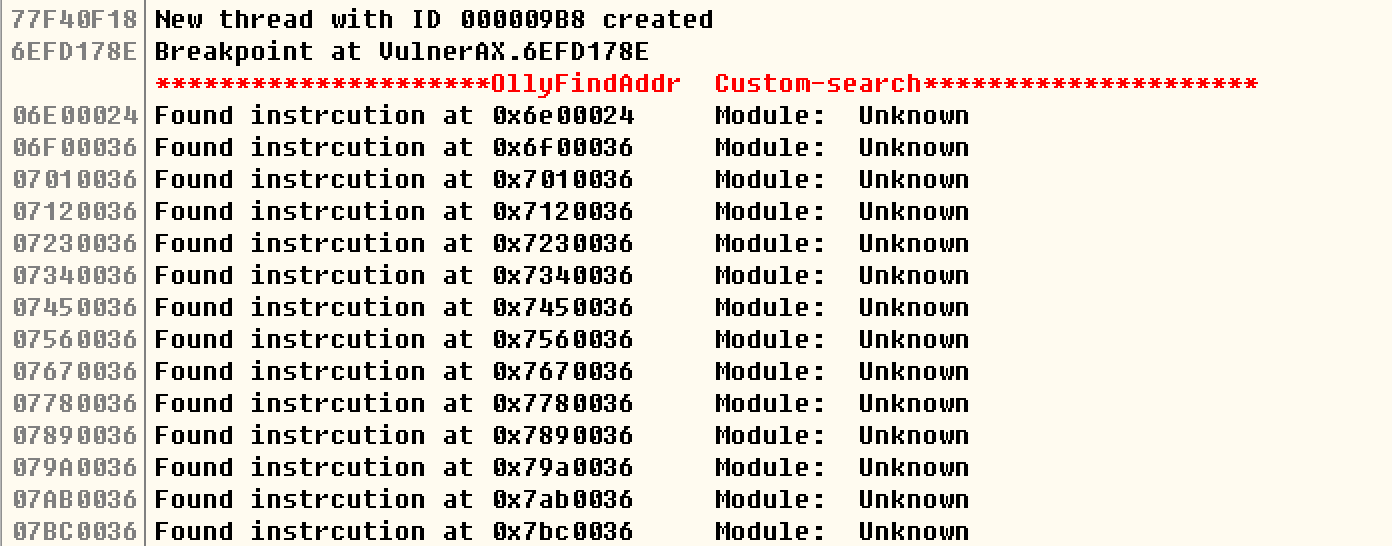 77F40F18 New thread with ID 000009B8 created
6EFD178E Breakpoint at VulnerAX.6EFD178E
*********************OllyFindAddr  Custom-search*********************
06E00024 Found instrcution at 0x6e00024 Module: Unknown
06F00036 Found instrcution at 0x6f00036 Module: Unknown
07010036 Found instrcution at 0x7010036 Module: Unknown
07120036 Found instrcution at 0x7120036 Module: Unknown
07230036 Found instrcution at 0x7230036 Module: Unknown
07340036 Found instrcution at 0x7340036 Module: Unknown
07450036 Found instrcution at 0x7450036 Module: Unknown
07560036 Found instrcution at 0x7560036 Module: Unknown
07670036 Found instrcution at 0x7670036 Module: Unknown
07780036 Found instrcution at 0x7780036 Module: Unknown
07890036 Found instrcution at 0x7890036 Module: Unknown
079A0036 Found instrcution at 0x79a0036 Module: Unknown
07AB0036 Found instrcution at 0x7ab0036 Module: Unknown
07BC0036 Found instrcution at 0x7bc0036 Module: Unknown